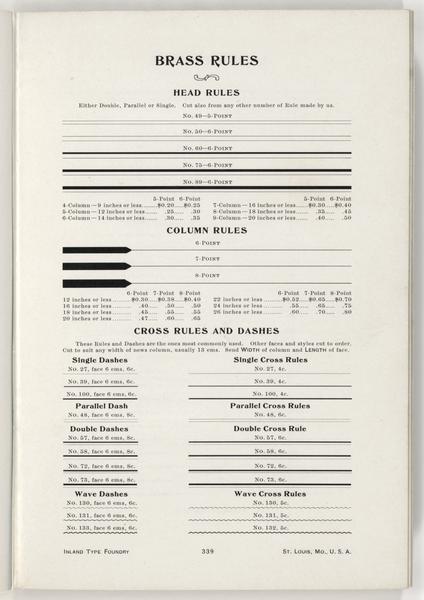 BRASS RULES
HEAD RULES
Either Double, Parallel or Single. Cut also from any other number of Rule made by us.
No. 49—5-Point
No. 50—6-Point
No. 60—6-Point
No. 75—6-Point
No. 89—6-Point
5-Point 6-Point 5-Point 6-Point
4-Column—9 inches or less......$0.20...$0.25 7-Column—16 inches or less.....$0.30...$0.40
5-Column—12 inches or less..... .25..... .30 8-Column—18 inches or less..... .35..... .45
6-Column—14 inches or less..... .30..... .35 9-Column—20 inches or less..... .40..... .50
COLUMN RULES
6-Point
7-Point
8-Point
6-Point 7-Point 8-Point 6-Point 7-Point 8-Point
12 inches or less........$0.30...$0.38...$0.40 22 inches or less........$0.52...$0.65...$0.70
16 inches or less........ .40..... .50..... .50 24 inches or less........ .55..... .65..... .75
18 inches or less........ .45..... .55..... .55 26 inches or less........ .60..... .70..... .80
20 inches or less........ .47..... .60..... .65
CROSS RULES AND DASHES
These Rules and Dashes are the ones most commonly used. Other faces and styles cut to order.
Cut to suit any width of news column, usually 13 ems. Send Width of column and Length of face.
Single Dashes Single Cross Rules
No. 27, face 6 ems, 6c. No. 27, 4c.
No. 39, face 6 ems, 6c. No. 39, 4c.
No. 100, face 6 ems, 6c. No. 100, 4c.
Parallel Dash Parallel Cross Rules
No. 48, face 6 ems, 8c. No. 48, 6c.
Double Dashes Double Cross Rule
No. 57, face 6 ems, 8c. No. 57, 6c.
No. 58, face 6 ems, 8c. No. 58, 6c.
No. 72, face 6 ems, 8c. No. 72, 6c.
No. 73, face 6 ems, 8c. No. 73, 6c.
Wave Dashes Wave Cross Rules
No. 130, face 6 ems, 6c. No. 130, 5c.
No. 131, face 6 ems, 6c. No. 131, 5c.
No. 133, face 6 ems, 6c. No. 132, 5c.
Inland Type Foundry 339 St. Louis, Mo., U. S. A.